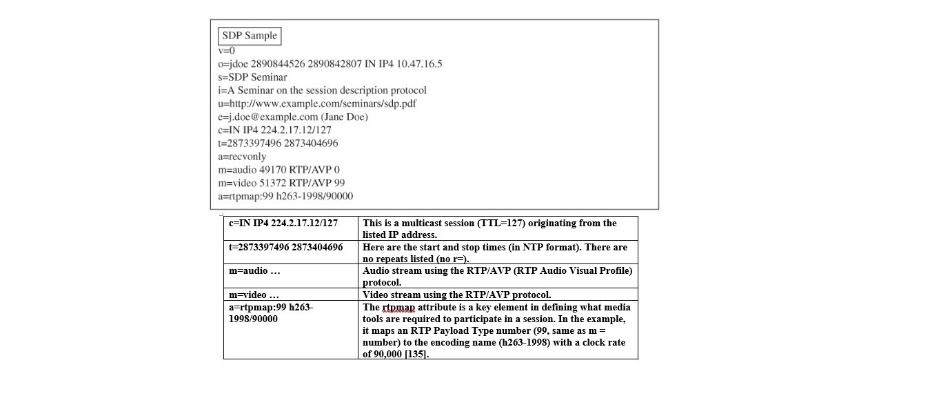 SDP Sample
v=0
o=jdoe 2890844526 2890842807 IN IP4 10.47.16.5
s=SDP Seminar
i=A Seminar on the session description protocol
u=http://www.example.com/seminars/sdp.pdf
e=j.doe@example.com (Jane Doe)
c=IN IP4 224.2.17.12/127
t=2873397496 2873404696
a=recvonly
m=audio 49170 RTP/AVP 0
m=video 51372 RTP/AVP 99
a=rtpmap:99 h263-1998/90000
c=IN IP4 224.2.17.12/127 This is a multicast session (TTL=127) originating from the
listed IP address.
t=2873397496 2873404696 Here are the start and stop times (in NTP format). There are
no repeats listed (no r=).
m=audio ... Audio stream using the RTP/AVP (RTP Audio Visual Profile)
protocol.
m=video ... Video stream using the RTP/AVP protocol.
a=rtpmap:99 h263- The rtpmap attribute is a key element in defining what media
1998/90000 tools are required to participate in a session. In the example,
it maps an RTP Payload Type number (99, same as m =
number) to the encoding name (h263-1998) with a clock rate
of 90,000 [135].